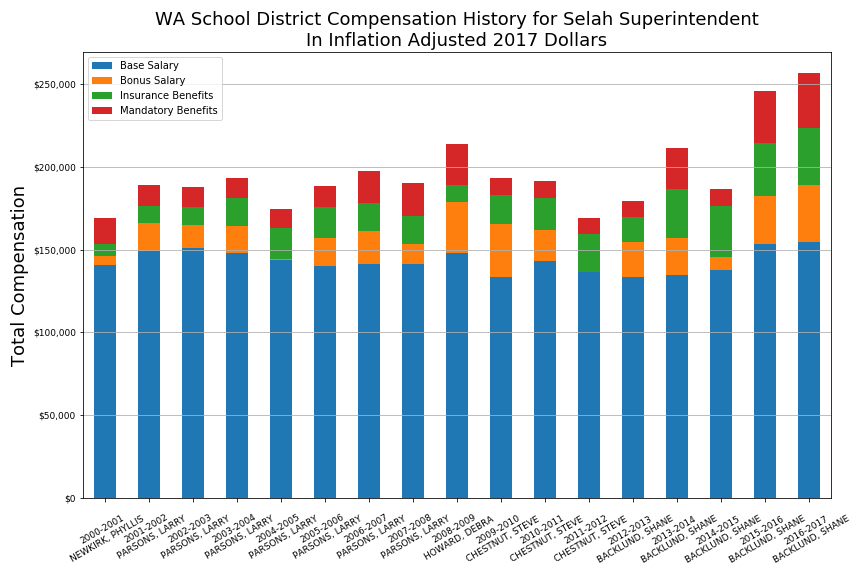 WA School District Compensation History for Selah Superintendent
In Inflation Adjusted 2017 Dollars
Base Salary
Bonus Salary
Insurance Benefits
Mandatory Benefits
Total Compensation
$250,000
$200,000
$150,000
$100,000
$50,000
$0
2000-2001
NEWKIRK, PHYLLIS
2001-2002
PARSONS, LARRY
2002-2003
PARSONS, LARRY
2003-2004
PARSONS, LARRY
2004-2005
PARSONS, LARRY
2005-2006
PARSONS, LARRY
2006-2007
PARSONS, LARRY
2007-2008
PARSONS, LARRY
2008-2009
HOWARD, DEBRA
2009-2010
CHESTNUT, STEVE
2010-2011
CHESTNUT, STEVE
2011-2012
CHESTNUT, STEVE
2012-2013
BACKLUND, SHANE
2013-2014
BACKLUND, SHANE
2014-2015
BACKLUND, SHANE
2015-2016
BACKLUND, SHANE
2016-2017
BACKLUND, SHANE